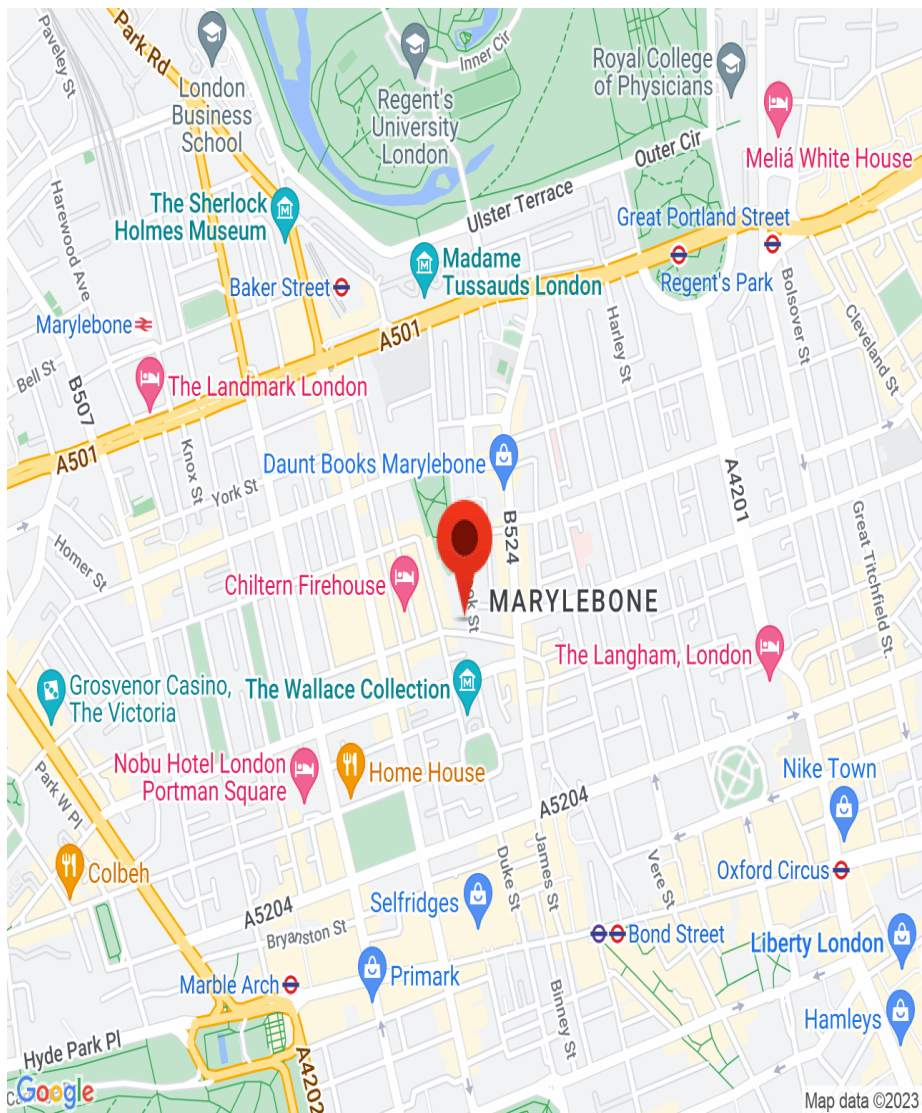 Paveley St
Park Rd
London
Business
School
Inner Cir
Regent's
University
London
Royal College
of Physicians
Meliá White House
Outer Cir
Ulster Terrace
Harewood Ave
The Sherlock
Holmes Museum
Great Portland Street
Madame
Tussauds London
Regent's Park
Baker Street
Bolsover St
Cleveland St
Marylebone
A501
Harley St
Bell St
B507
The Landmark London
Knox St
A501
York St
Daunt Books Marylebone
A4201
B524
Great Titchfield St.
Homer St
Chiltern Firehouse
MARYLEBONE
The Langham, London
Grosvenor Casino,
The Victoria
The Wallace Collection
Nobu Hotel London
Portman Square
Home House
Nike Town
Park W Pl
A5204
Colbeh
Duke St
James St
Vere St
Oxford Circus
A5204
Selfridges
Bryanston St
Bond Street
Liberty London
Marble Arch
Primark
Binney St
Hamleys
Hyde Park Pl
A4202
Google
Map data ©2023